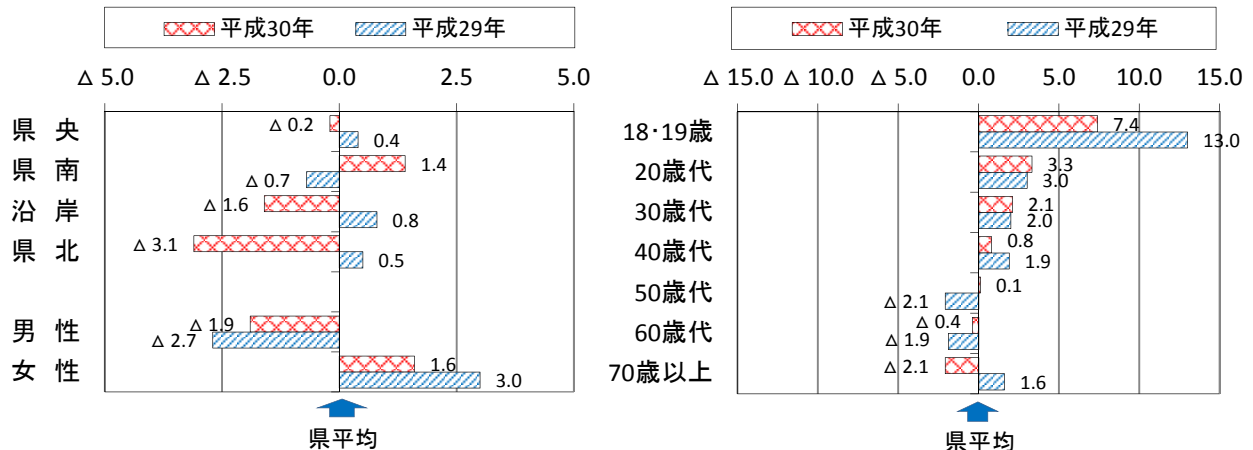 平成30年 平成29年
△ 5.0 △ 2.5 0.0 2.5 5.0
県 央 △ 0.2 0.4
県 南 1.4 △ 0.7
沿 岸 △ 1.6 0.8
県 北 △ 3.1 0.5
男 性 △ 1.9 △ 2.7
女 性 1.6 3.0
県平均
平成30年 平成29年
△ 15.0 △ 10.0 △ 5.0 0.0 5.0 10.0 15.0
18･19歳 7.4 13.0
20歳代 3.3 3.0
30歳代 2.1 2.0
40歳代 0.8 1.9
50歳代 0.1 △ 2.1
60歳代 △ 0.4 △ 1.9
70歳以上 △ 2.1 1.6
県平均